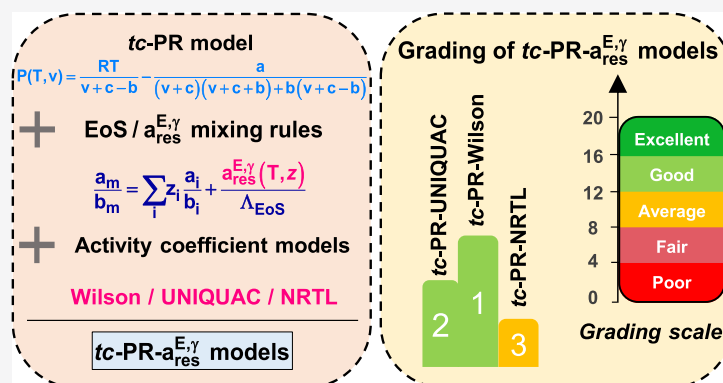 tc-PR model
P(T,v) = RT / (v+c−b) − a / ((v+c)(v+c+b)+b(v+c−b))
+
EoS / a_res^{E,γ} mixing rules
a_m / b_m = ∑_i z_i a_i / b_i + a_res^{E,γ}(T,z) / Λ_EoS
+
Activity coefficient models
Wilson / UNIQUAC / NRTL
tc-PR-a_res^{E,γ} models
Grading of tc-PR-a_res^{E,γ} models
tc-PR-UNIQUAC
tc-PR-Wilson
tc-PR-NRTL
2
1
3
20
Excellent
16
Good
12
Average
8
Fair
4
Poor
0
Grading scale